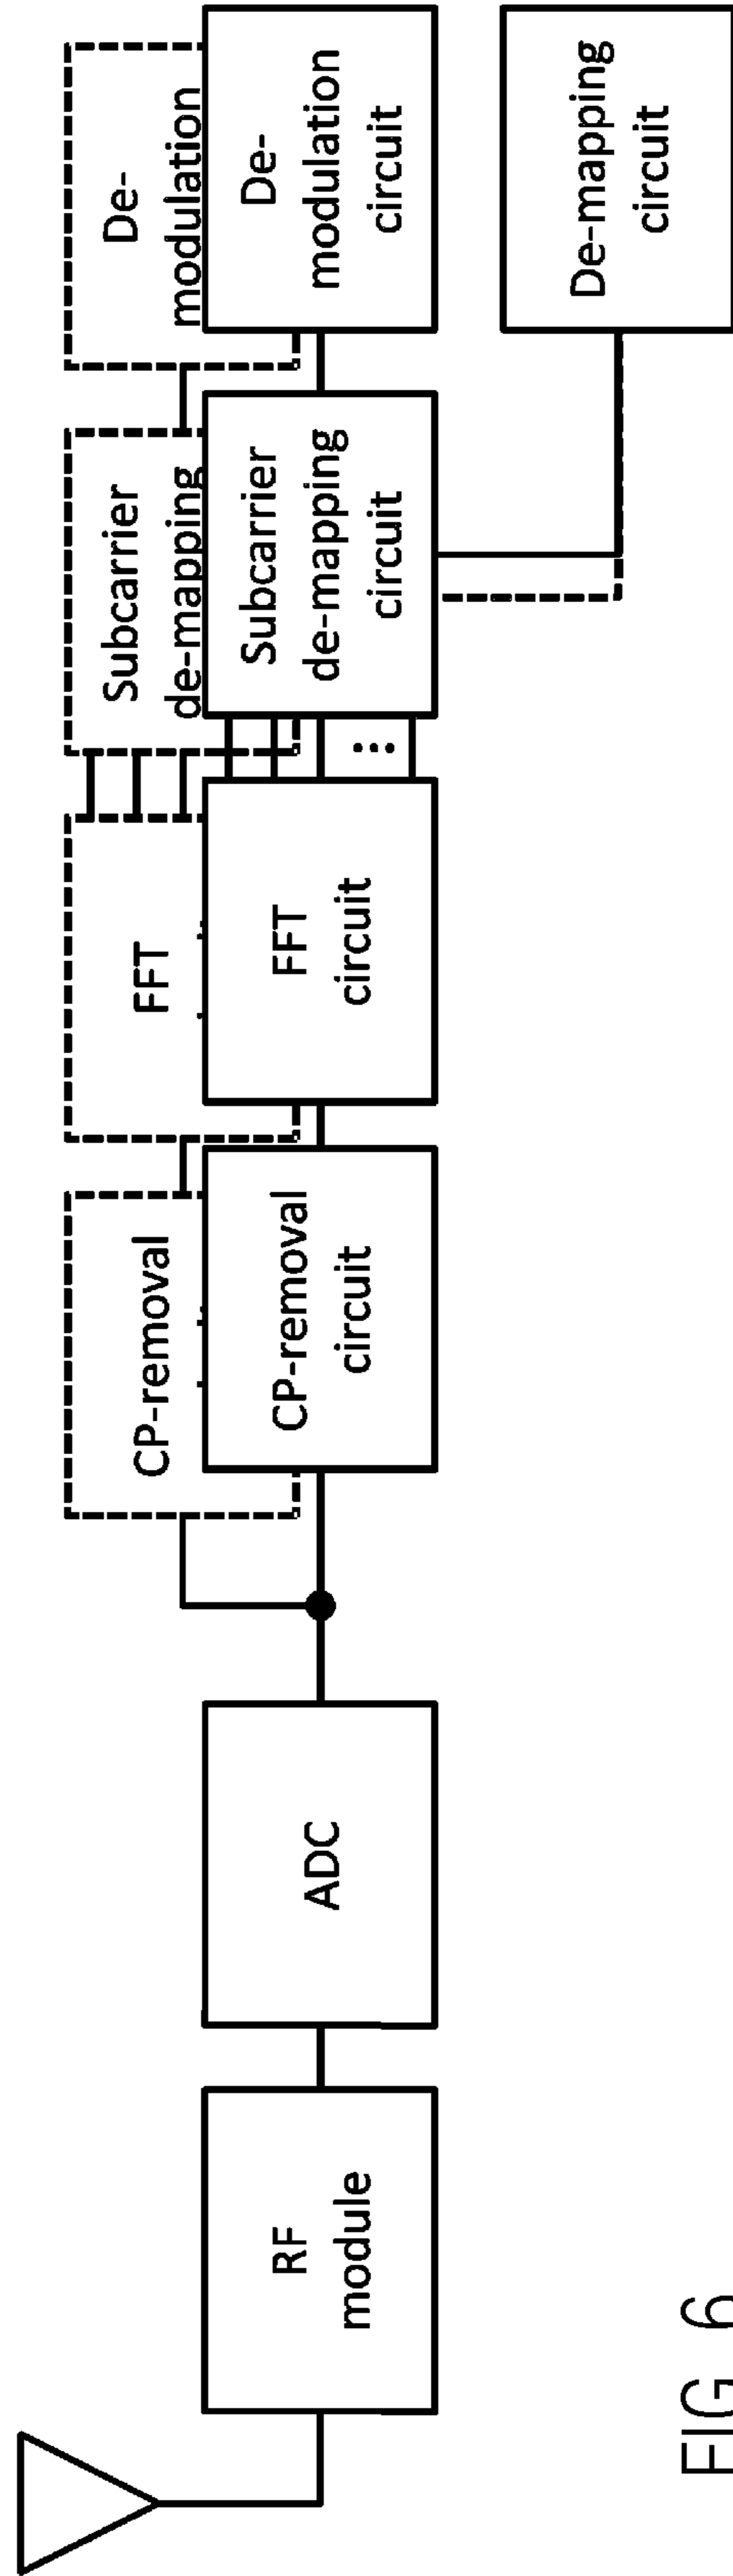 RF
module
ADC
CP-removal
CP-removal
circuit
FFT
FFT
circuit
Subcarrier
de-mapping
Subcarrier
de-mapping
circuit
De-
modulation
De-
modulation
circuit
De-mapping
circuit
FIG. 6